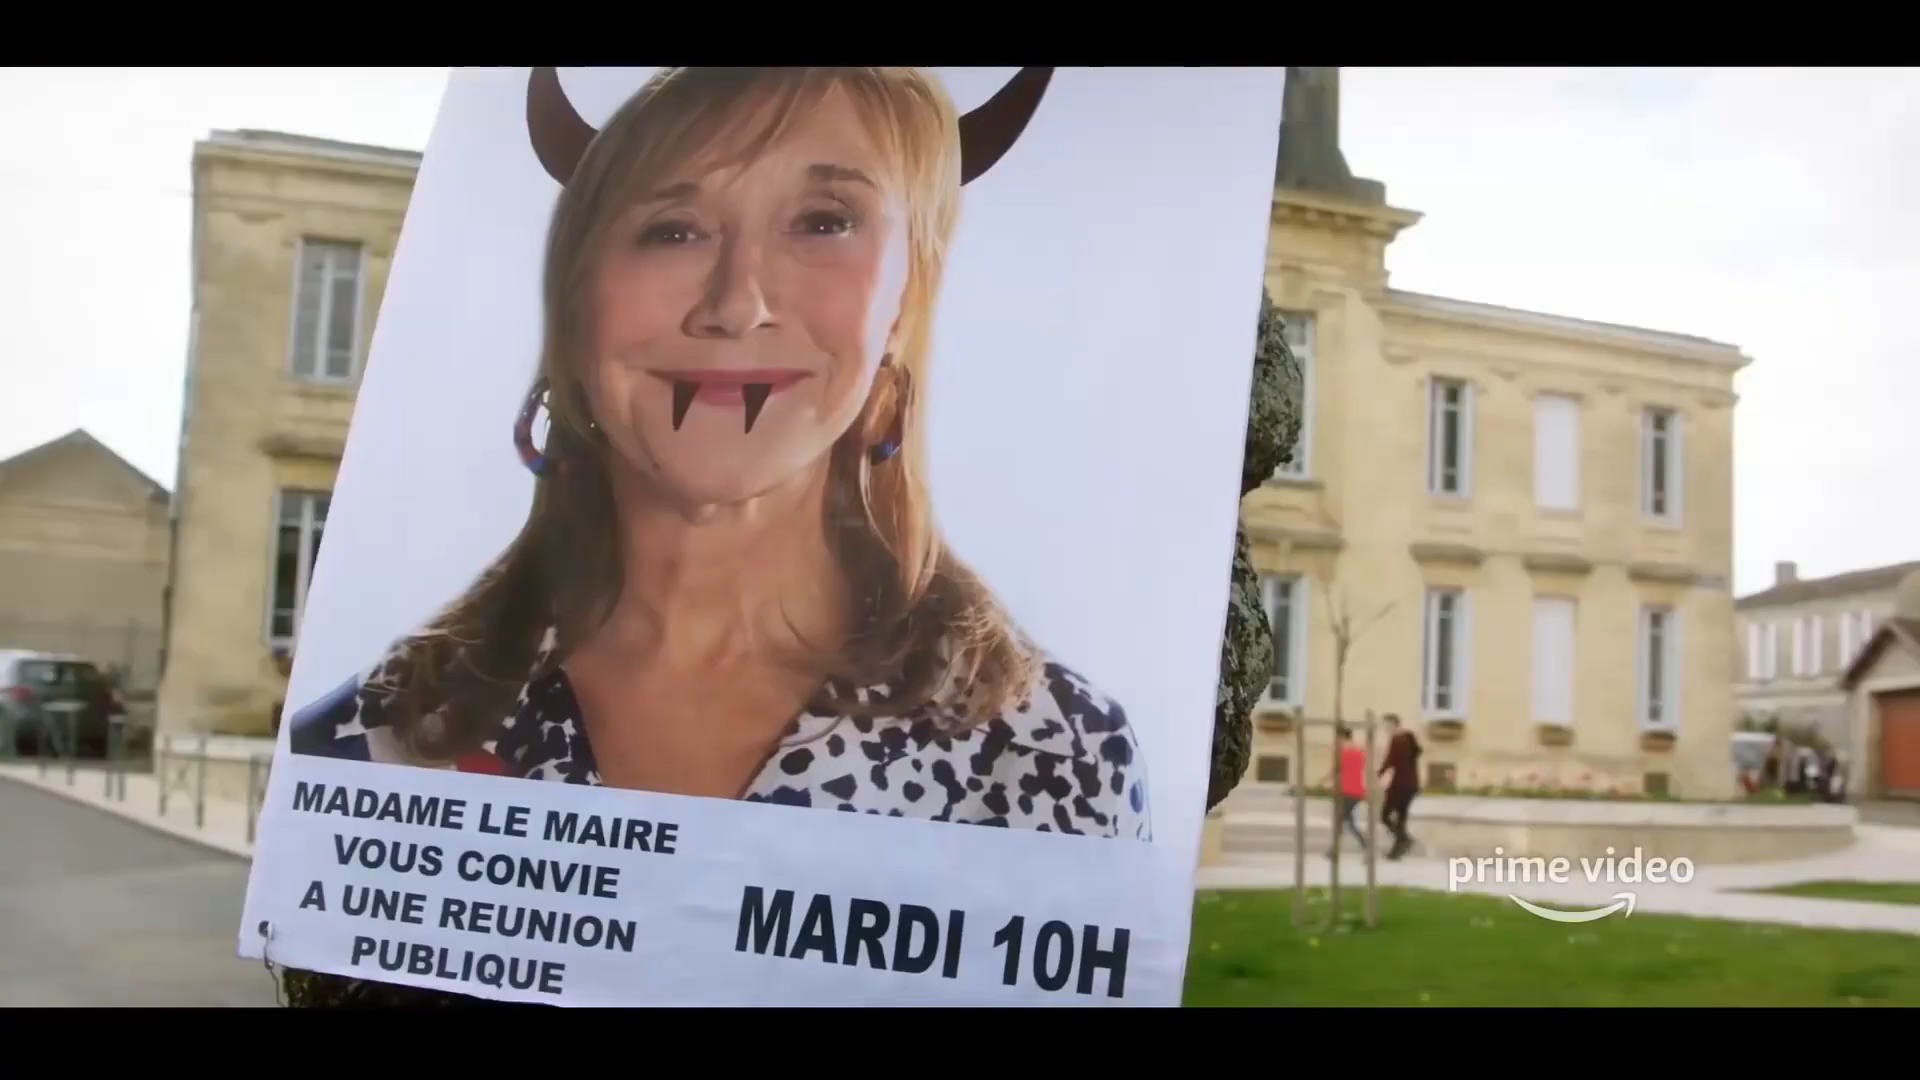 MADAME LE MAIRE
VOUS CONVIE
A UNE REUNION
PUBLIQUE
MARDI 10H
prime video